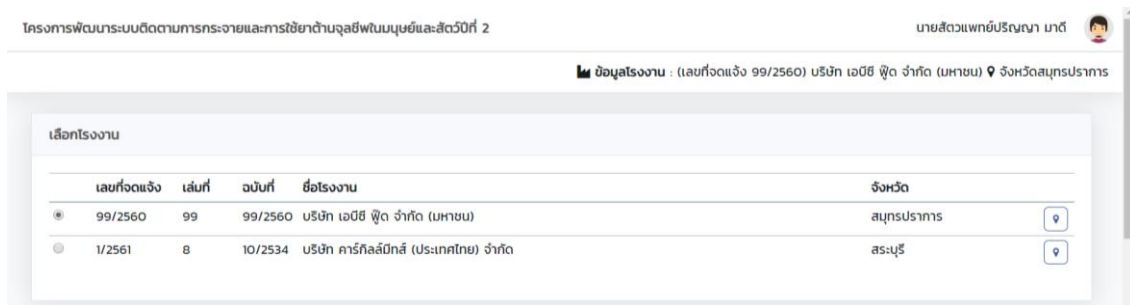 โครงการพัฒนาระบบติดตามการกระจายและการใช้ยาต้านจุลชีพในมนุษย์และสัตว์ปีที่ 2 นายสัตวแพทย์ปริญญา มาดี
ข้อมูลโรงงาน : (เลขที่จดแจ้ง 99/2560) บริษัท เอบีซี ฟู๊ด จำกัด (มหาชน) จังหวัดสมุทรปราการ
เลือกโรงงาน
เลขที่จดแจ้ง เล่มที่ ฉบับที่ ชื่อโรงงาน จังหวัด
99/2560 99 99/2560 บริษัท เอบีซี ฟู๊ด จำกัด (มหาชน) สมุทรปราการ
1/2561 8 10/2534 บริษัท คาร์กิลล์มีทส์ (ประเทศไทย) จำกัด สระบุรี